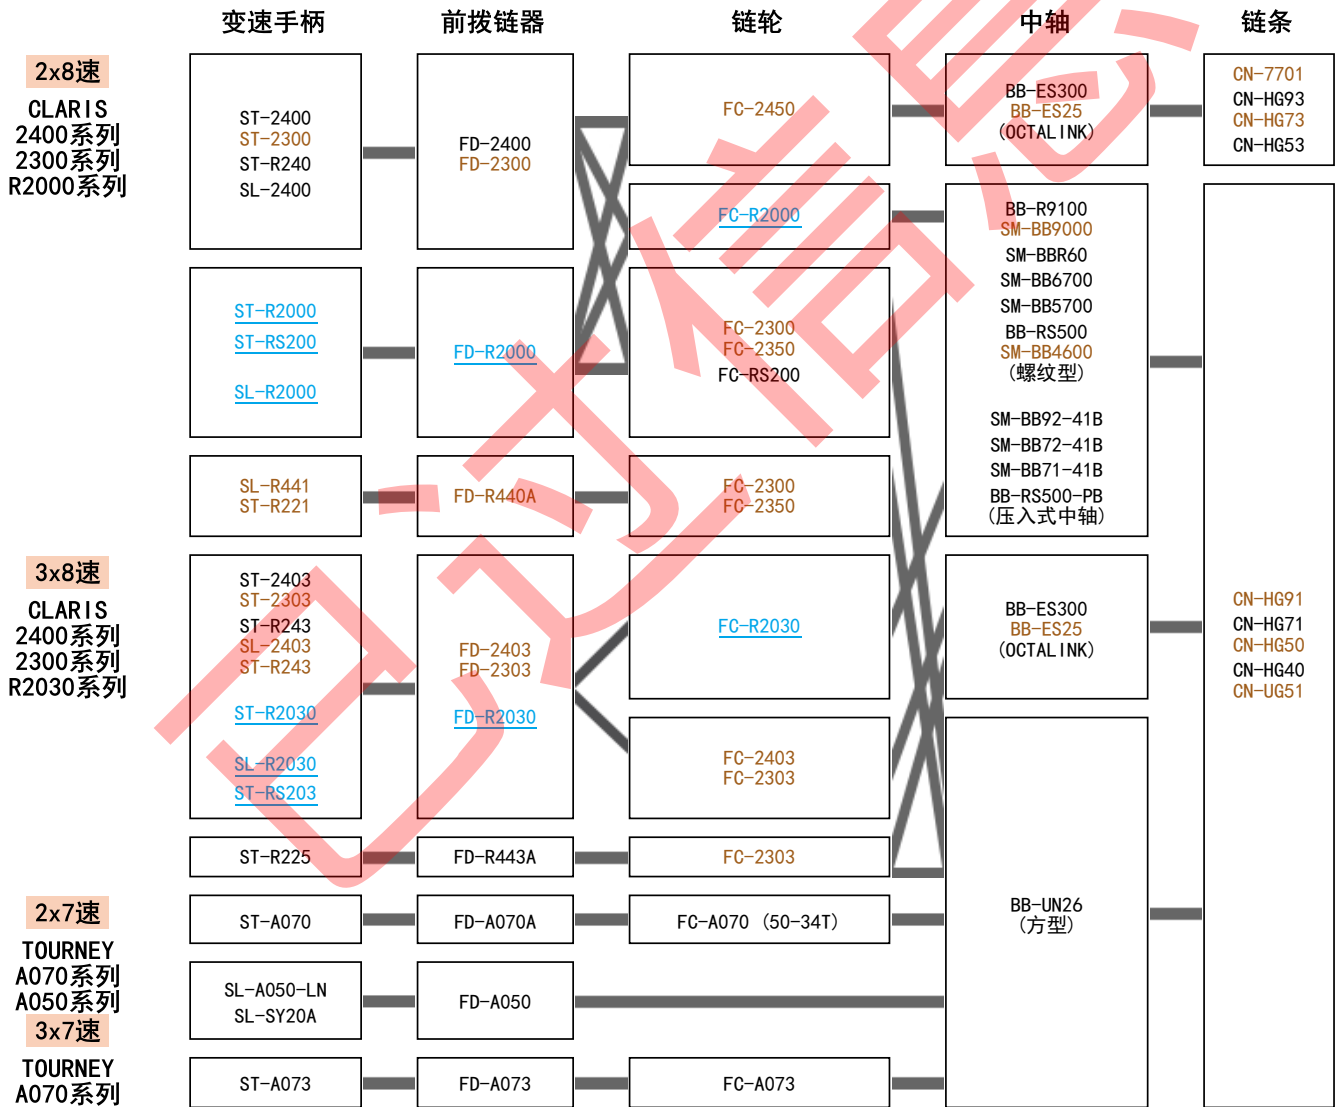 变速手柄 前拨链器 链轮 中轴 链条
2x8速
CLARIS
2400系列
2300系列
R2000系列
ST-2400
ST-2300
ST-R240
SL-2400
FD-2400
FD-2300
FC-2450
BB-ES300
BB-ES25
(OCTALINK)
CN-7701
CN-HG93
CN-HG73
CN-HG53
FC-R2000
BB-R9100
SM-BB9000
SM-BBR60
SM-BB6700
SM-BB5700
BB-RS500
SM-BB4600
(螺纹型)
SM-BB92-41B
SM-BB72-41B
SM-BB71-41B
BB-RS500-PB
(压入式中轴)
ST-R2000
ST-RS200
SL-R2000
FD-R2000
FC-2300
FC-2350
FC-RS200
SL-R441
ST-R221
FD-R440A
FC-2300
FC-2350
3x8速
CLARIS
2400系列
2300系列
R2030系列
ST-2403
ST-2303
ST-R243
SL-2403
ST-R243
ST-R2030
SL-R2030
ST-RS203
FD-2403
FD-2303
FD-R2030
FC-R2030
BB-ES300
BB-ES25
(OCTALINK)
CN-HG91
CN-HG71
CN-HG50
CN-HG40
CN-UG51
FC-2403
FC-2303
ST-R225
FD-R443A
FC-2303
2x7速
TOURNEY
A070系列
A050系列
ST-A070
FD-A070A
FC-A070 (50-34T)
BB-UN26
(方型)
SL-A050-LN
SL-SY20A
FD-A050
3x7速
TOURNEY
A070系列
ST-A073
FD-A073
FC-A073
已过信息